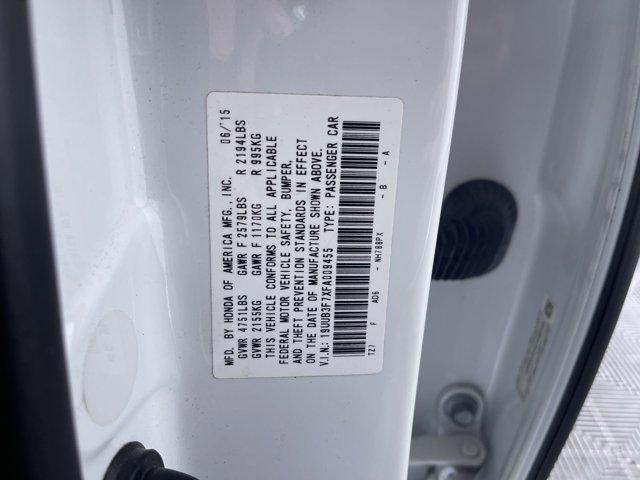 MFD. BY HONDA OF AMERICA MFG., INC. 06/'15
GVWR 4751LBS GAWR F 2579LBS R 2194LBS
GVWR 2155KG GAWR F 1170KG R 995KG
THIS VEHICLE CONFORMS TO ALL APPLICABLE
FEDERAL MOTOR VEHICLE SAFETY, BUMPER,
AND THEFT PREVENTION STANDARDS IN EFFECT
ON THE DATE OF MANUFACTURE SHOWN ABOVE.
V.I.N.: 19UUB3F7XFA009455 TYPE: PASSENGER CAR
TZ7 F AD6 - NH788PX - B - A